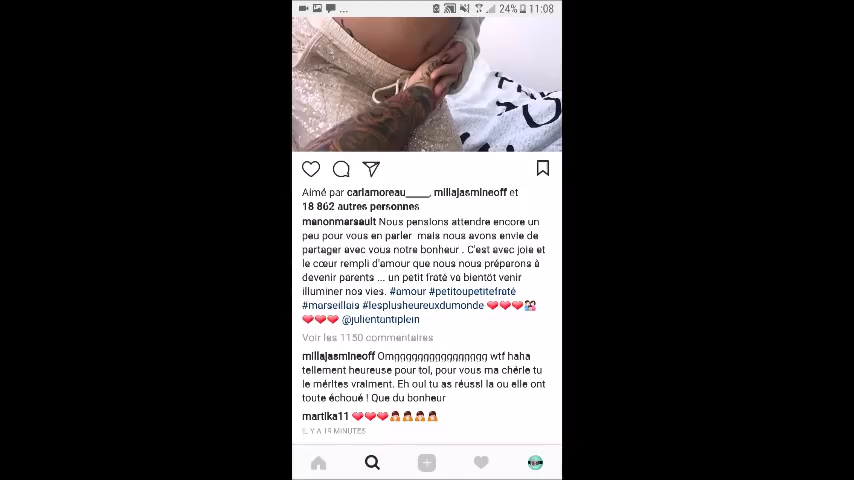 ... 24% 11:08
Aimé par carlamoreau____, millajasmineoff et
18 862 autres personnes
manonmarsault Nous pensions attendre encore un
peu pour vous en parler mais nous avons envie de
partager avec vous notre bonheur . C'est avec joie et
le cœur rempli d'amour que nous nous préparons à
devenir parents ... un petit fraté va bientôt venir
illuminer nos vies. #amour #petitoupetitefraté
#marseillais #lesplusheureuxdumonde ❤️❤️❤️👩‍❤️‍💋‍👨
❤️❤️❤️ @julientantiplein
Voir les 1150 commentaires
millajasmineoff Omgggggggggggggggg wtf haha
tellement heureuse pour toi, pour vous ma chérie tu
le mérites vraiment. Eh oui tu as réussi la ou elle ont
toute échoué ! Que du bonheur
martika11 ❤️❤️❤️🙇‍♀️🙇‍♀️🙇‍♀️🙇‍♀️
IL Y A 19 MINUTES